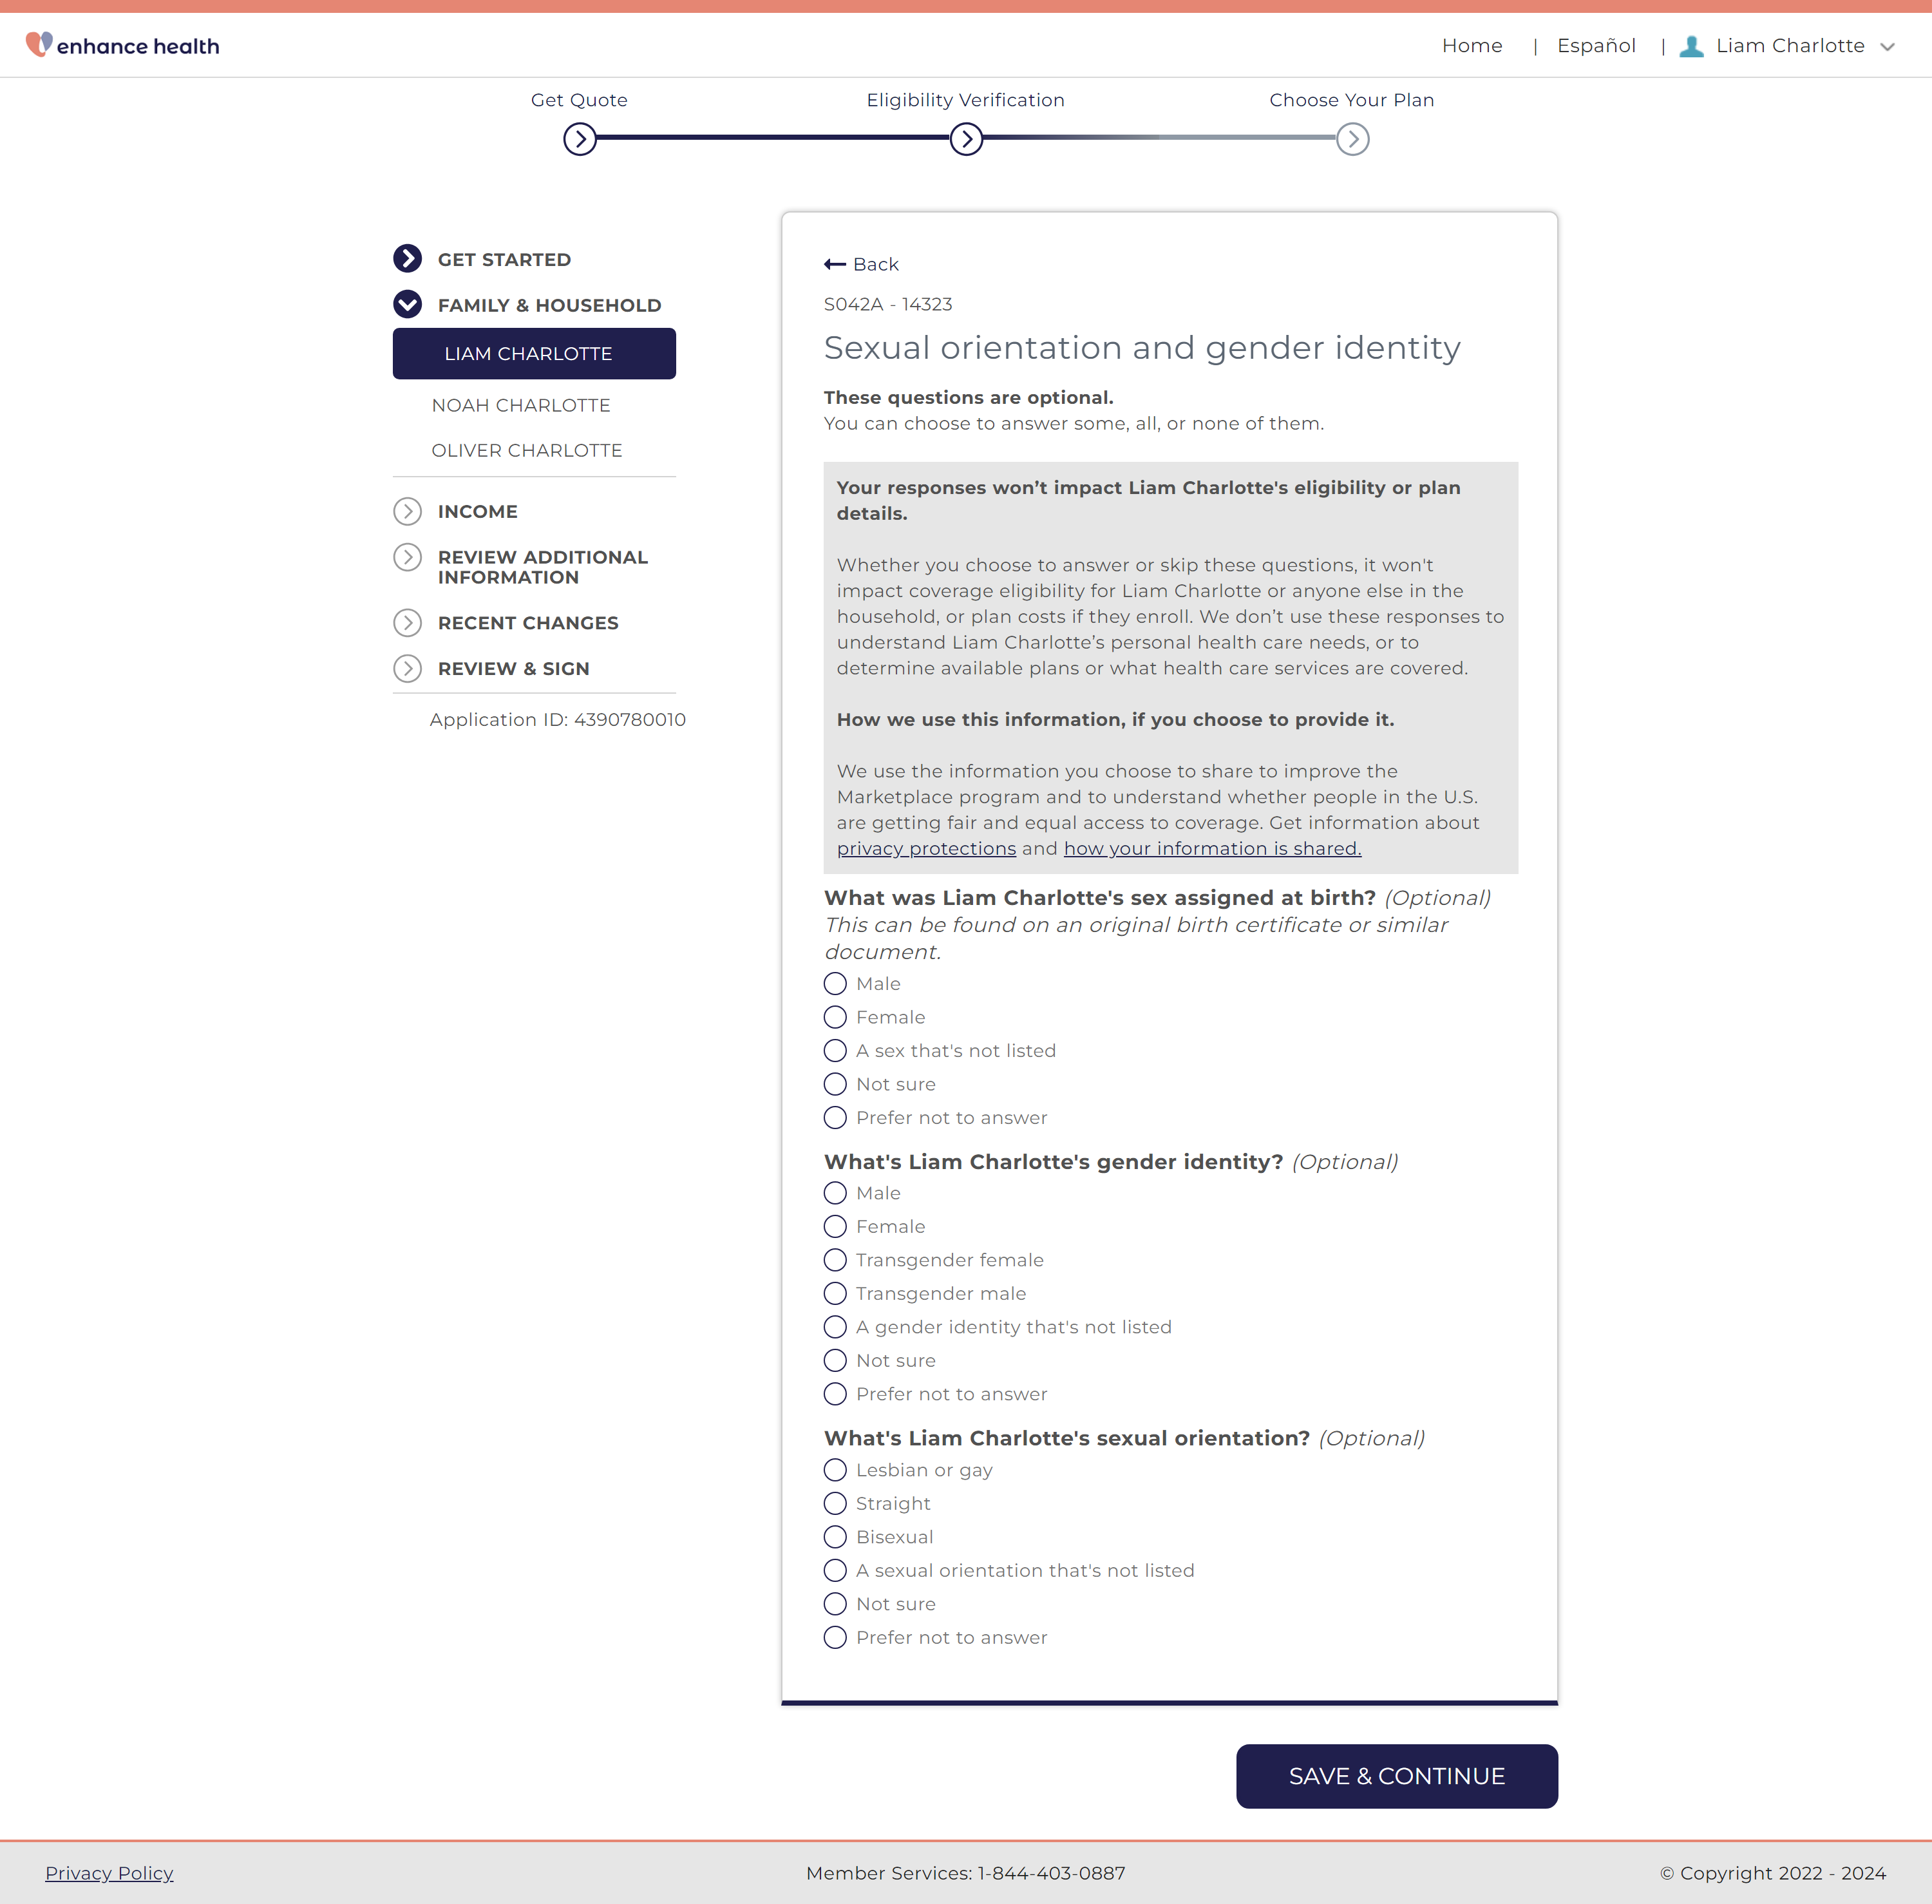 enhance health
Home | Español | Liam Charlotte
Get Quote
Eligibility Verification
Choose Your Plan
GET STARTED
FAMILY & HOUSEHOLD
LIAM CHARLOTTE
NOAH CHARLOTTE
OLIVER CHARLOTTE
INCOME
REVIEW ADDITIONAL
INFORMATION
RECENT CHANGES
REVIEW & SIGN
Application ID: 4390780010
Back
S042A - 14323
Sexual orientation and gender identity
These questions are optional.
You can choose to answer some, all, or none of them.
Your responses won’t impact Liam Charlotte's eligibility or plan
details.
Whether you choose to answer or skip these questions, it won't
impact coverage eligibility for Liam Charlotte or anyone else in the
household, or plan costs if they enroll. We don’t use these responses to
understand Liam Charlotte’s personal health care needs, or to
determine available plans or what health care services are covered.
How we use this information, if you choose to provide it.
We use the information you choose to share to improve the
Marketplace program and to understand whether people in the U.S.
are getting fair and equal access to coverage. Get information about
privacy protections and how your information is shared.
What was Liam Charlotte's sex assigned at birth? (Optional)
This can be found on an original birth certificate or similar
document.
Male
Female
A sex that's not listed
Not sure
Prefer not to answer
What's Liam Charlotte's gender identity? (Optional)
Male
Female
Transgender female
Transgender male
A gender identity that's not listed
Not sure
Prefer not to answer
What's Liam Charlotte's sexual orientation? (Optional)
Lesbian or gay
Straight
Bisexual
A sexual orientation that's not listed
Not sure
Prefer not to answer
SAVE & CONTINUE
Privacy Policy
Member Services: 1-844-403-0887
© Copyright 2022 - 2024